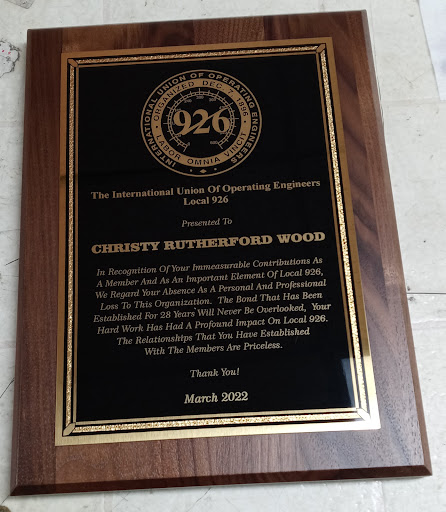 INTERNATIONAL UNION OF OPERATING ENGINEERS
ORGANIZED DEC. 7 1896
926
LABOR OMNIA VINCIT
The International Union Of Operating Engineers
Local 926
Presented To
CHRISTY RUTHERFORD WOOD
In Recognition Of Your Immeasurable Contributions As
A Member And As An Important Element Of Local 926,
We Regard Your Absence As A Personal And Professional
Loss To This Organization. The Bond That Has Been
Established For 28 Years Will Never Be Overlooked, Your
Hard Work Has Had A Profound Impact On Local 926.
The Relationships That You Have Established
With The Members Are Priceless.
Thank You!
March 2022